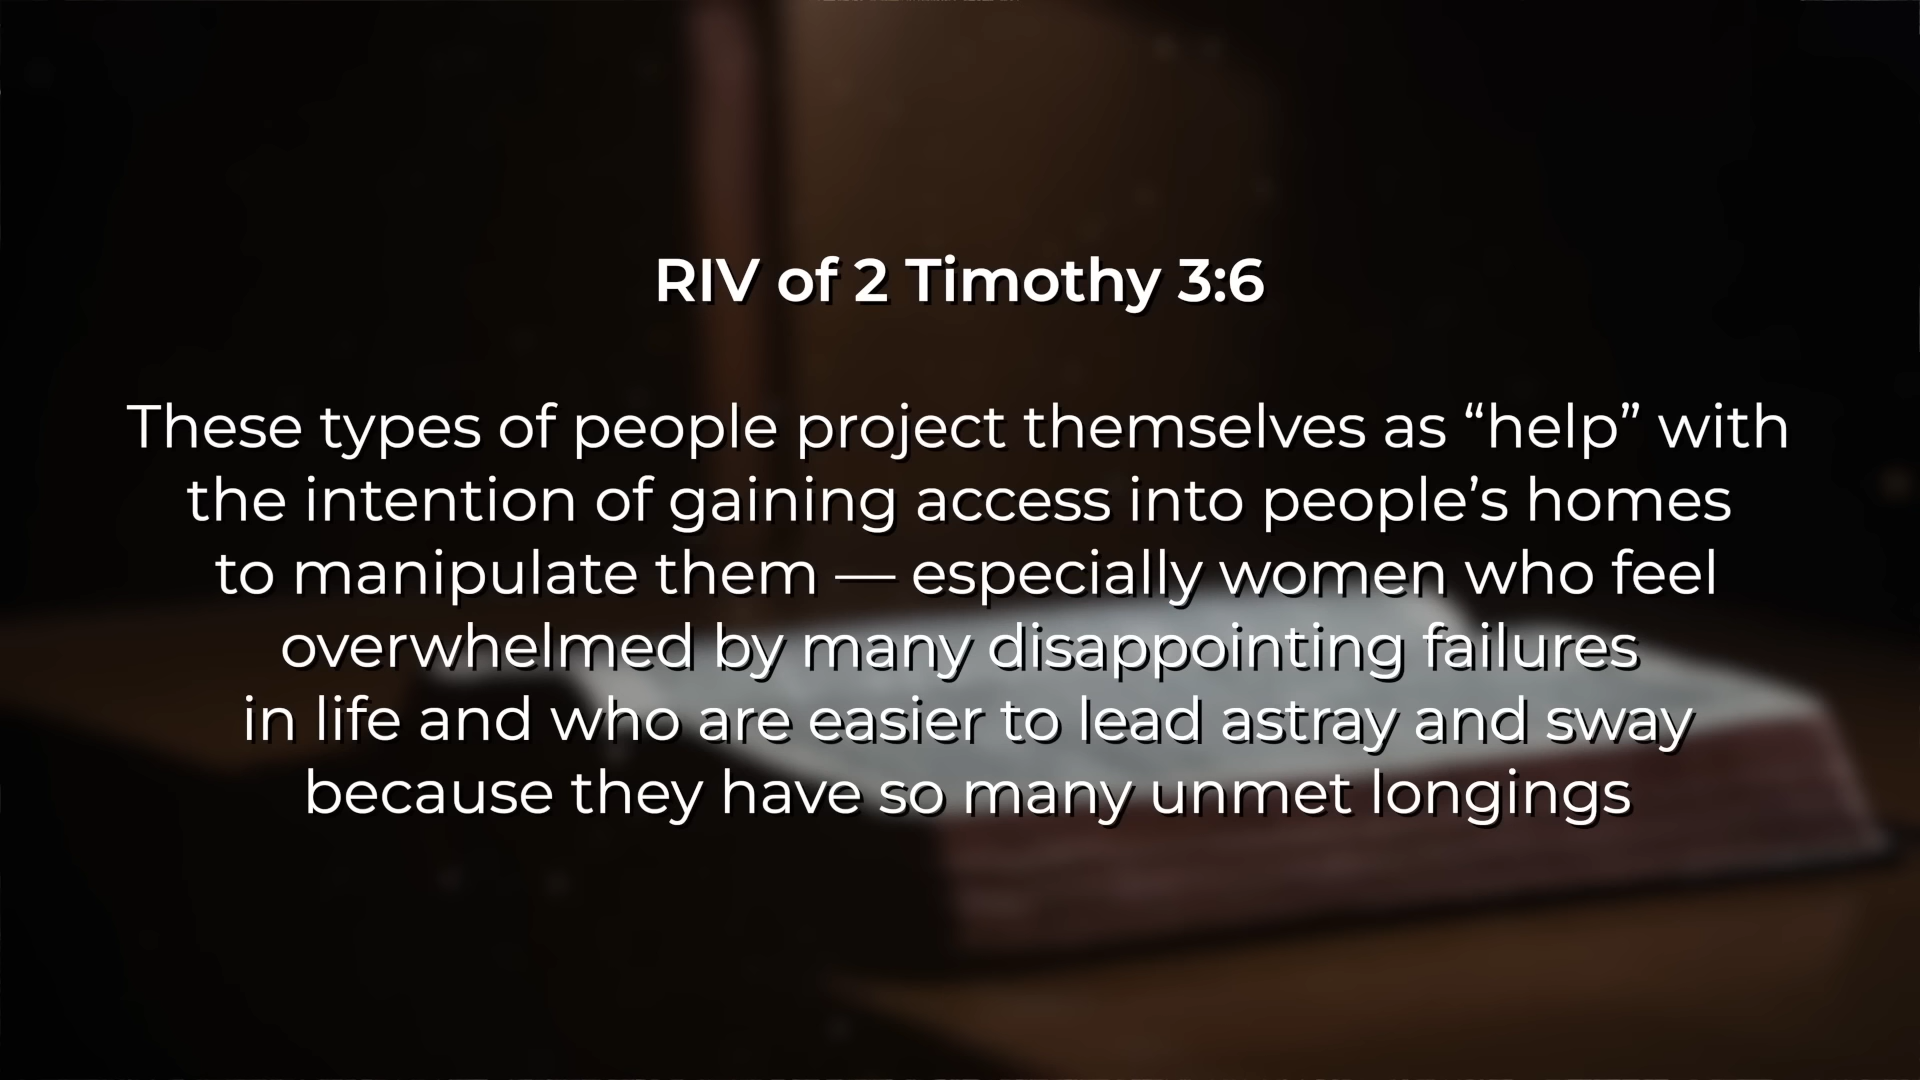 RIV of 2 Timothy 3:6
These types of people project themselves as “help” with
the intention of gaining access into people’s homes
to manipulate them — especially women who feel
overwhelmed by many disappointing failures
in life and who are easier to lead astray and sway
because they have so many unmet longings